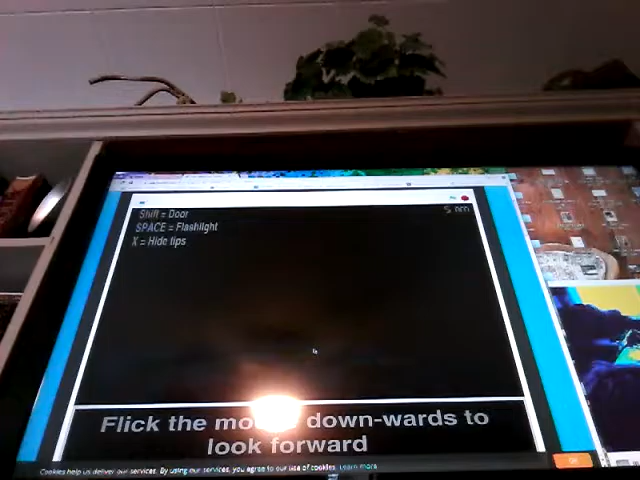 Shift = Door
5 AM
SPACE = Flashlight
X = Hide tips
Flick the down-wards to
look forward
Cookies help us deliver our services. By using our services, you agree to our use of cookies. Learn more
OK